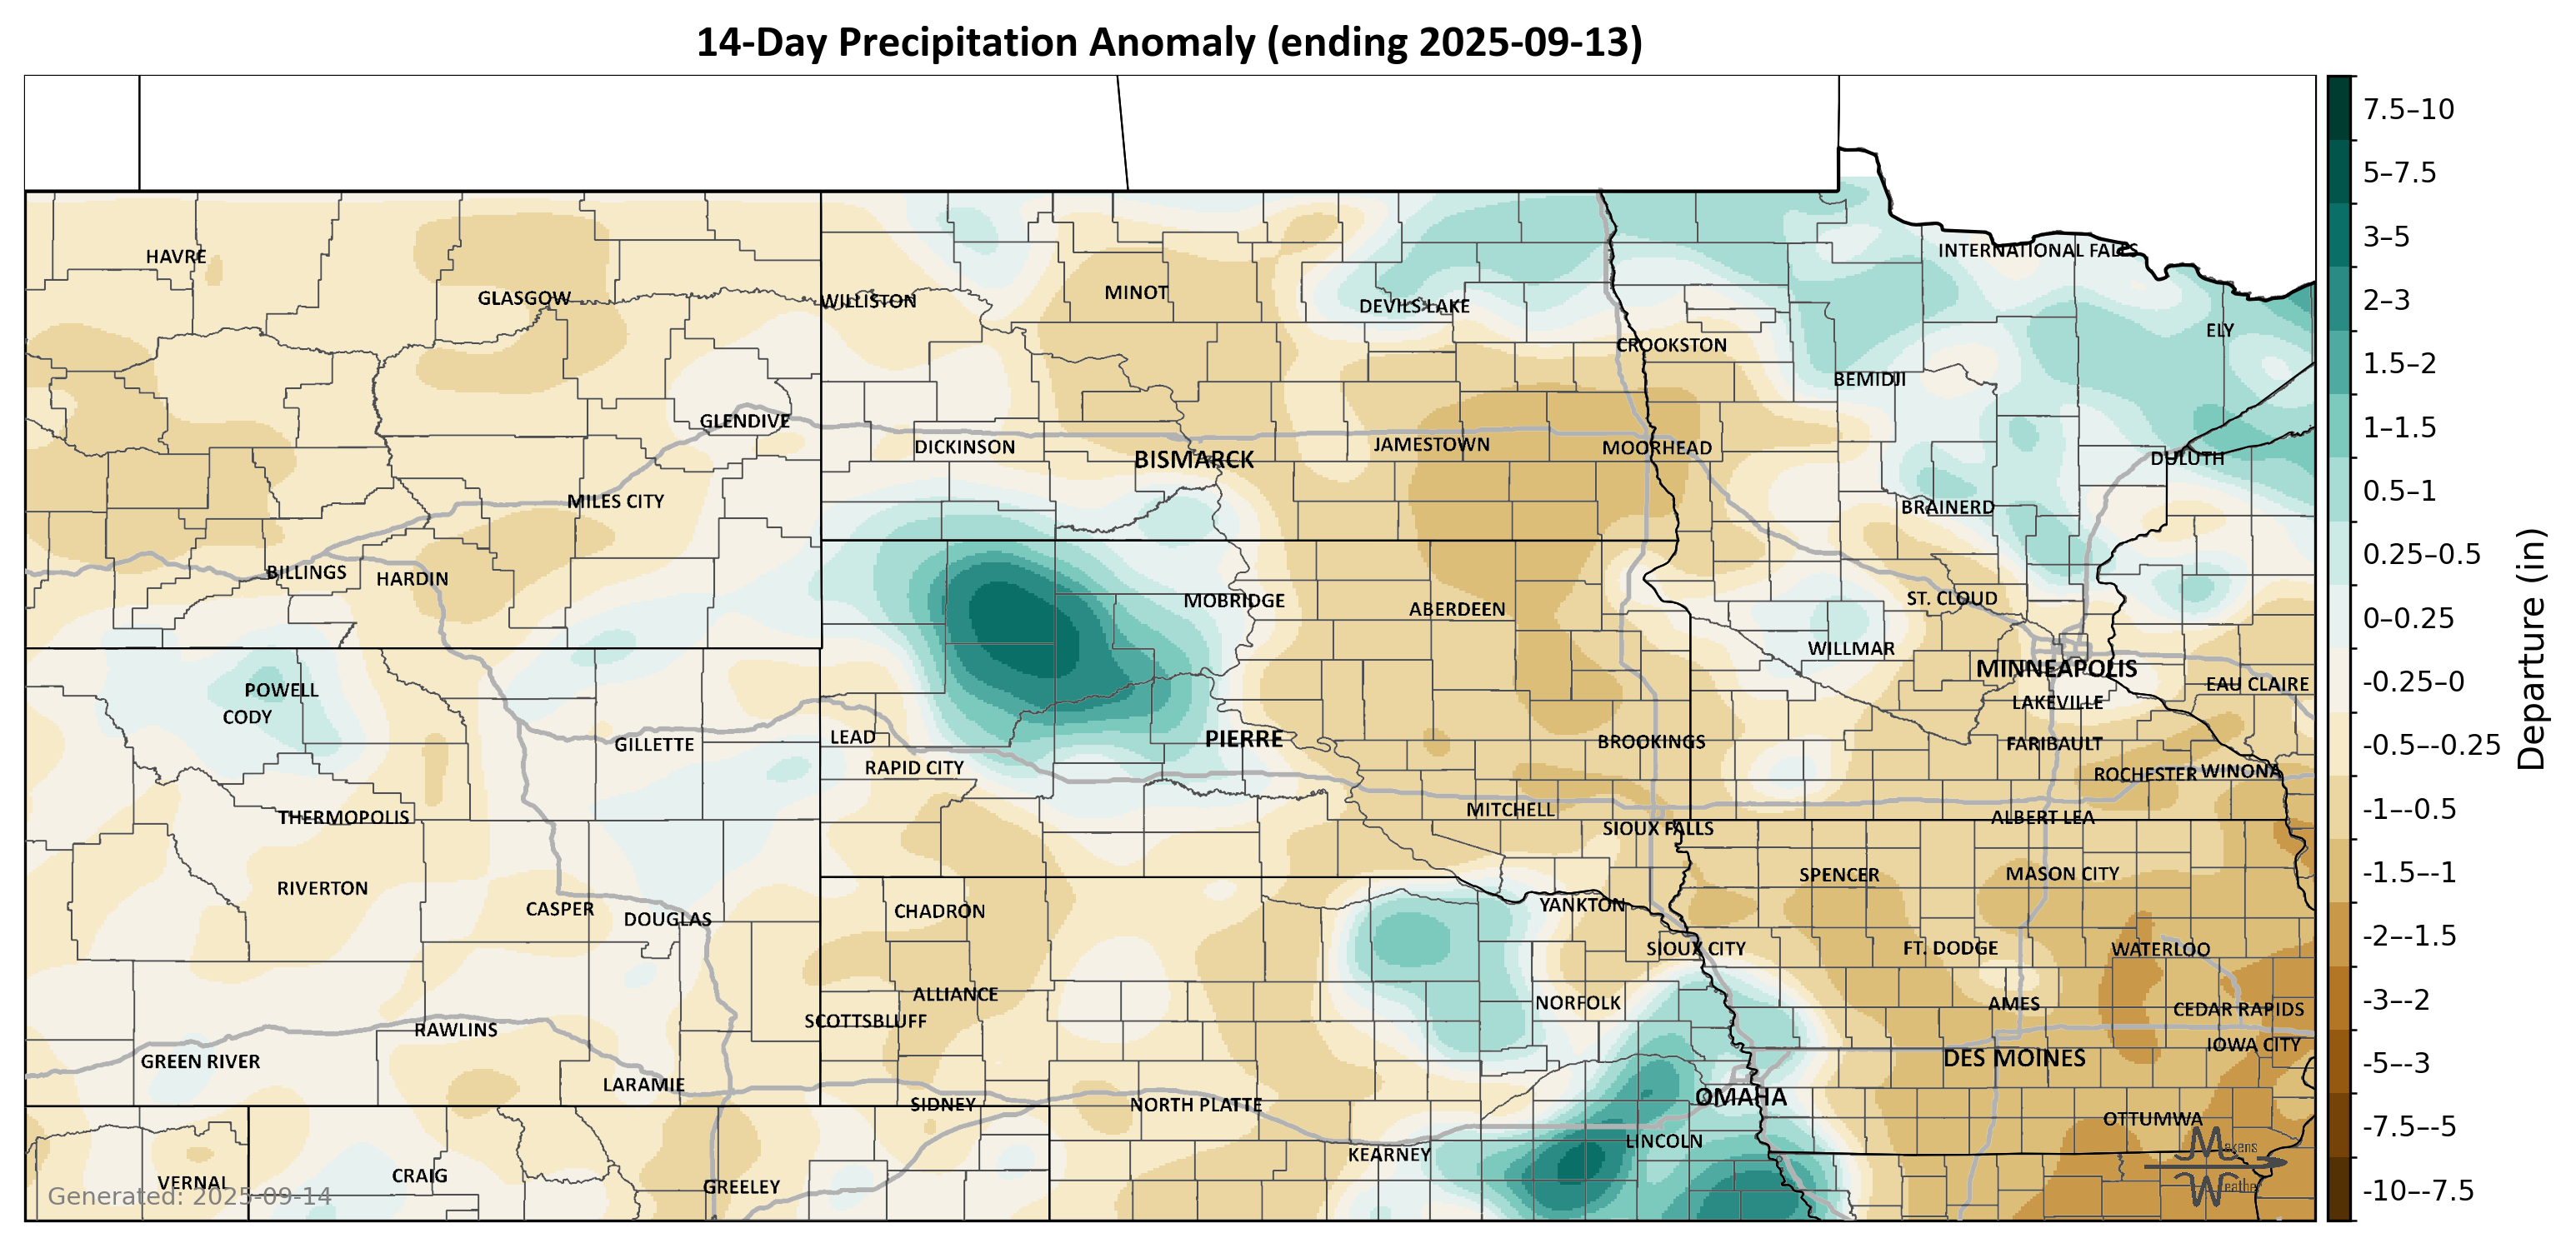 14-Day Precipitation Anomaly (ending 2025-09-13)
HAVRE
GLASGOW
WILLISTON
MINOT
DEVILS LAKE
INTERNATIONAL FALLS
ELY
CROOKSTON
BEMIDJI
GLENDIVE
DICKINSON
BISMARCK
JAMESTOWN
MOORHEAD
DULUTH
MILES CITY
BRAINERD
BILLINGS
HARDIN
MOBRIDGE
ABERDEEN
ST. CLOUD
WILLMAR
MINNEAPOLIS
EAU CLAIRE
POWELL
CODY
LAKEVILLE
GILLETTE
LEAD
PIERRE
BROOKINGS
FARIBAULT
RAPID CITY
ROCHESTER
WINONA
THERMOPOLIS
MITCHELL
SIOUX FALLS
ALBERT LEA
RIVERTON
SPENCER
MASON CITY
CASPER
DOUGLAS
CHADRON
YANKTON
SIOUX CITY
FT. DODGE
WATERLOO
ALLIANCE
NORFOLK
AMES
CEDAR RAPIDS
SCOTTSBLUFF
RAWLINS
IOWA CITY
GREEN RIVER
DES MOINES
LARAMIE
OMAHA
SIDNEY
NORTH PLATTE
OTTUMWA
LINCOLN
KEARNEY
VERNAL
CRAIG
GREELEY
Generated: 2025-09-14
Makens
Weather
7.5–10
5–7.5
3–5
2–3
1.5–2
1–1.5
0.5–1
0.25–0.5
0–0.25
-0.25–0
-0.5–-0.25
-1–-0.5
-1.5–-1
-2–-1.5
-3–-2
-5–-3
-7.5–-5
-10–-7.5
Departure (in)